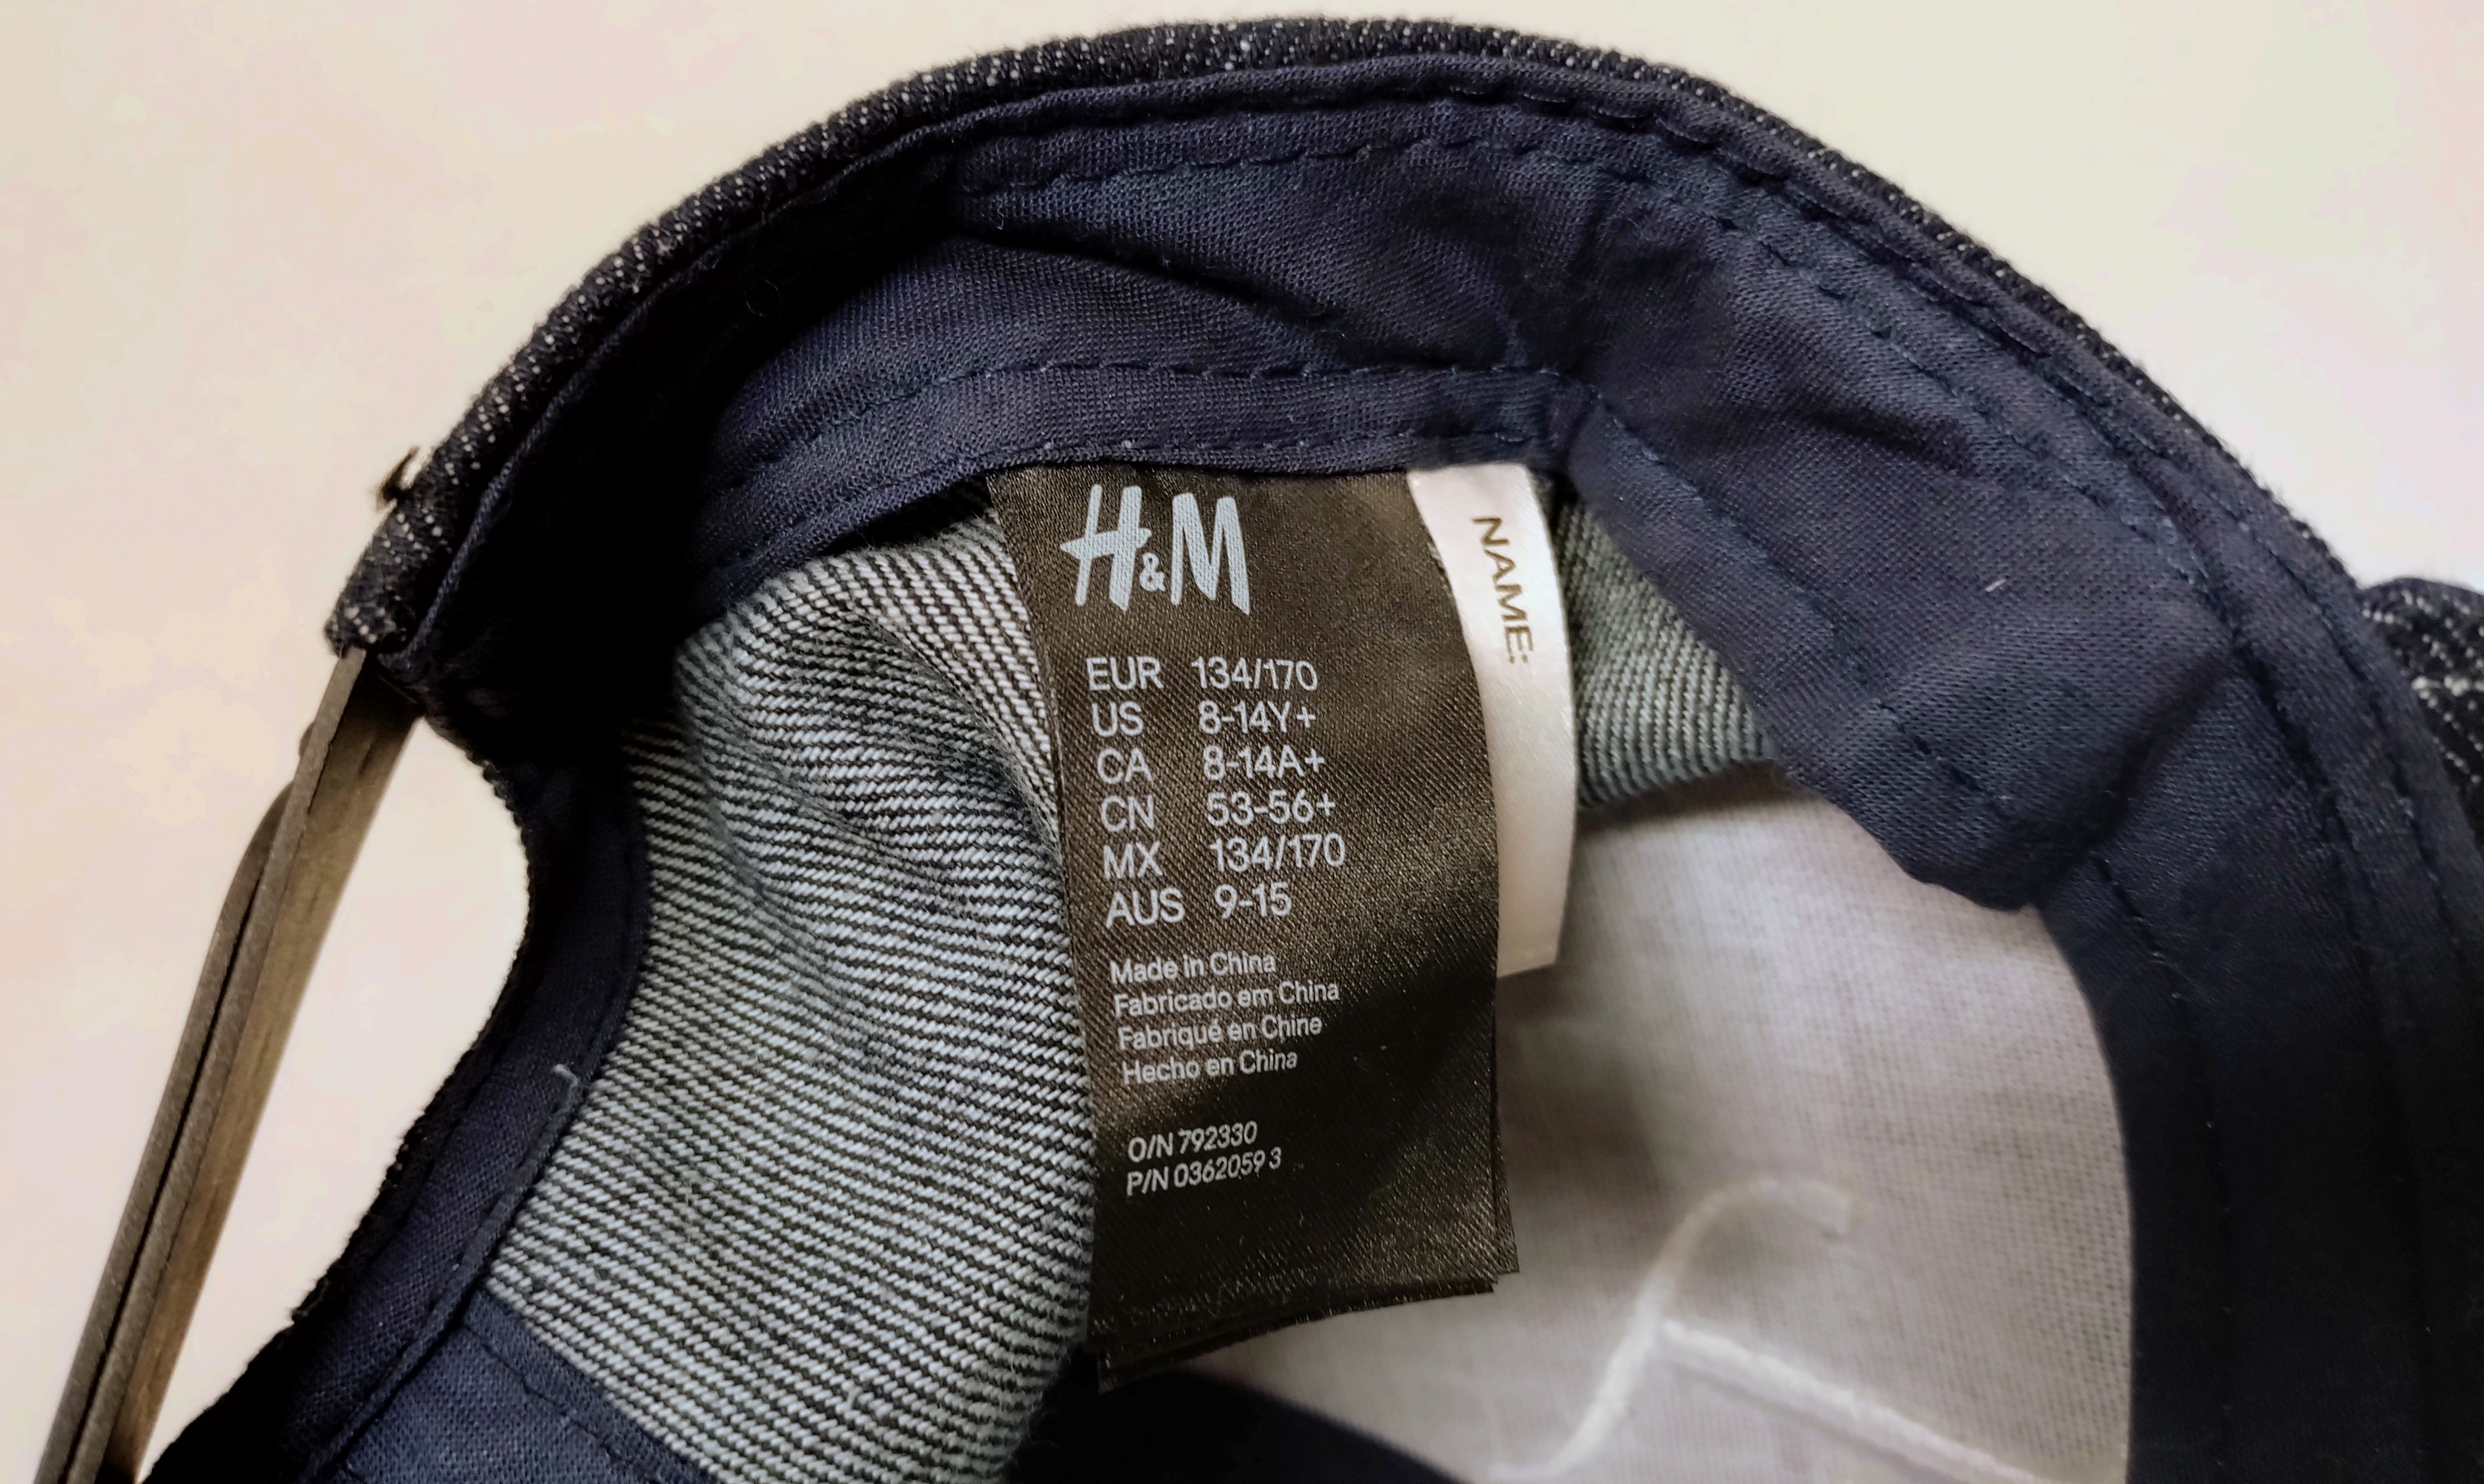 H&M
EUR 134/170
US 8-14Y+
CA 8-14A+
CN 53-56+
MX 134/170
AUS 9-15
Made in China
Fabricado em China
Fabriqué en Chine
Hecho en China
O/N 792330
P/N 0362059 3
NAME: